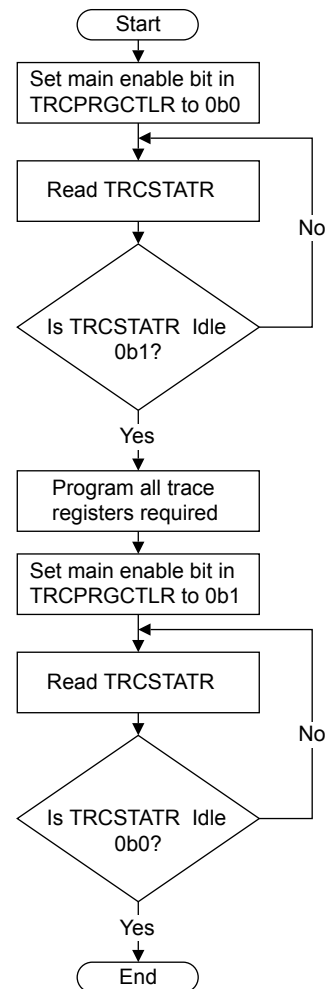 Start
Set main enable bit in
TRCPRGCTLR to 0b0
Read TRCSTATR
No
Is TRCSTATR Idle
0b1?
Yes
Program all trace
registers required
Set main enable bit in
TRCPRGCTLR to 0b1
Read TRCSTATR
No
Is TRCSTATR Idle
0b0?
Yes
End